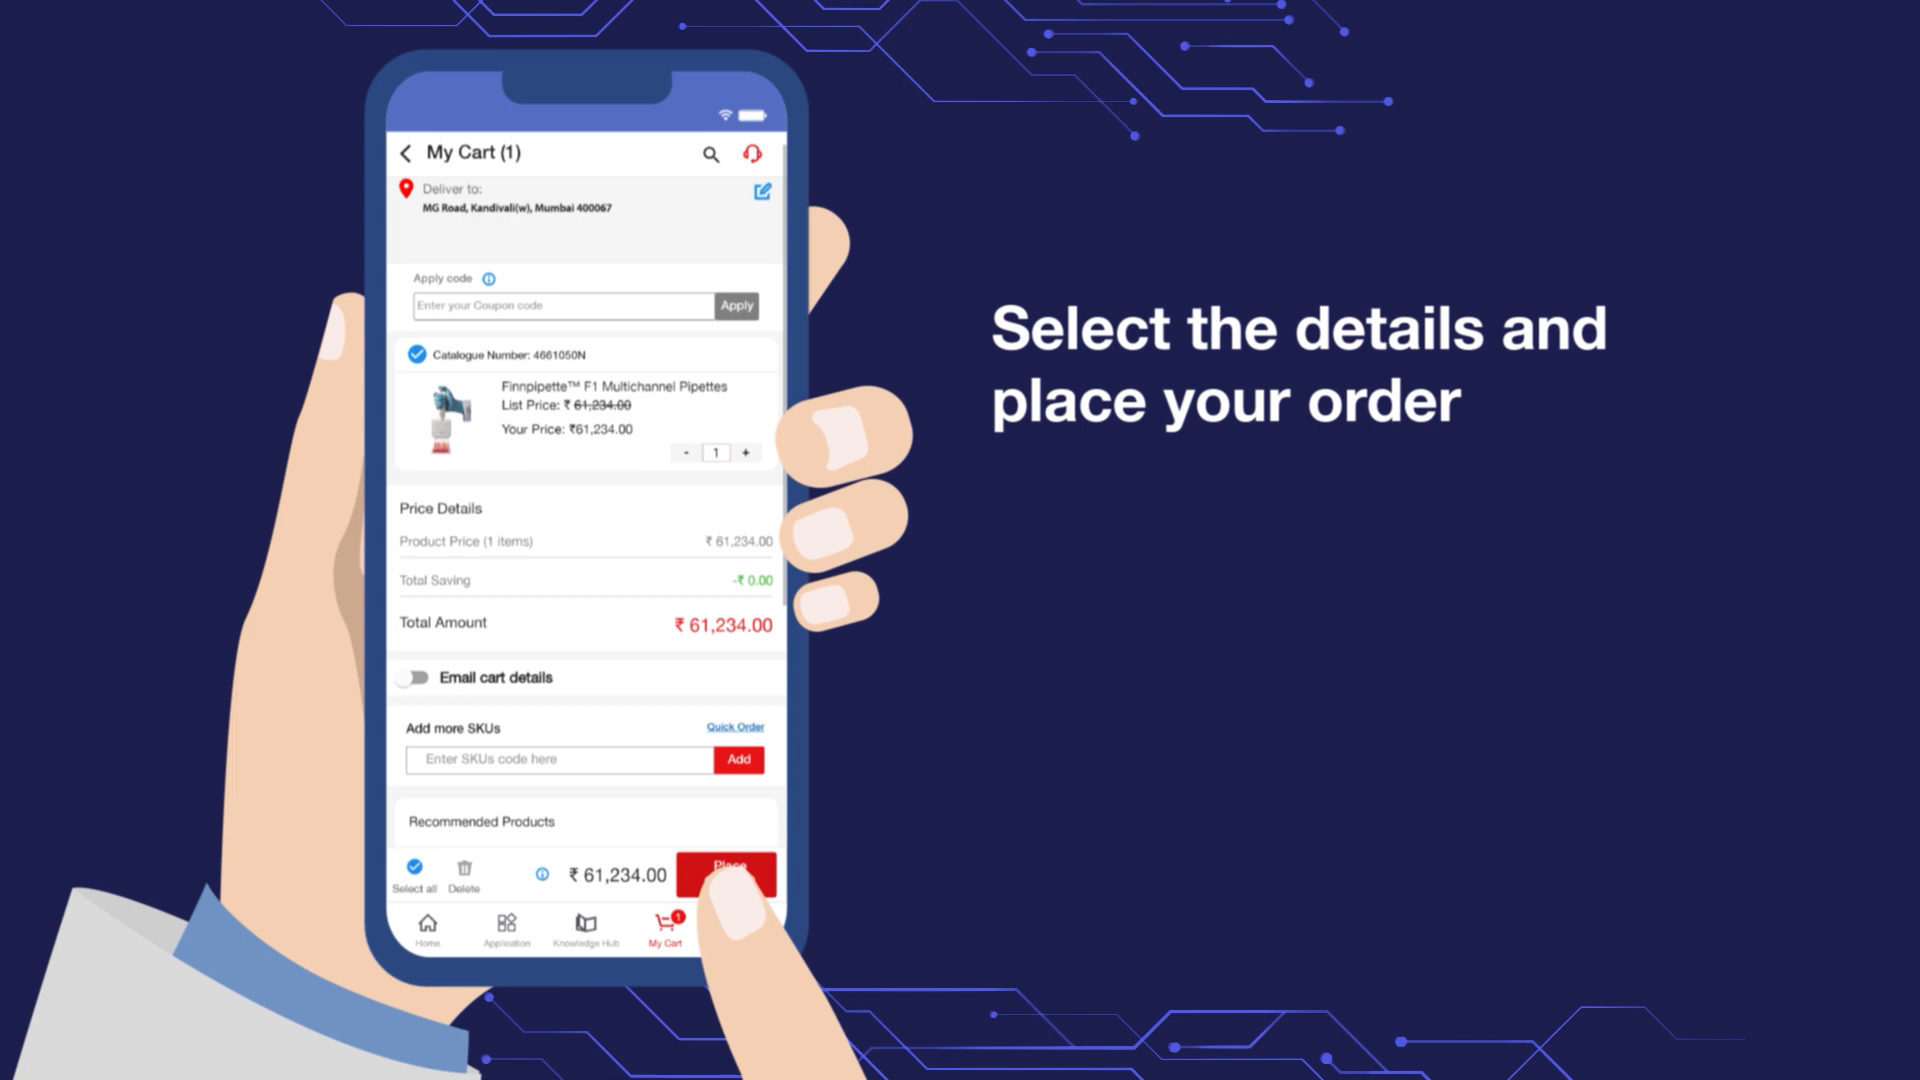 My Cart (1)
Deliver to:
MG Road, Kandivali(w), Mumbai 400067
Apply code
Enter your Coupon code
Apply
Catalogue Number: 4661050N
Finnpipette™ F1 Multichannel Pipettes
List Price: ₹ 61,234.00
Your Price: ₹61,234.00
- 1 +
Price Details
Product Price (1 items) ₹ 61,234.00
Total Saving -₹ 0.00
Total Amount ₹ 61,234.00
Email cart details
Add more SKUs Quick Order
Enter SKUs code here Add
Recommended Products
Select all Delete ₹ 61,234.00 Place
1
Home Application Knowledge Hub My Cart
Select the details and
place your order